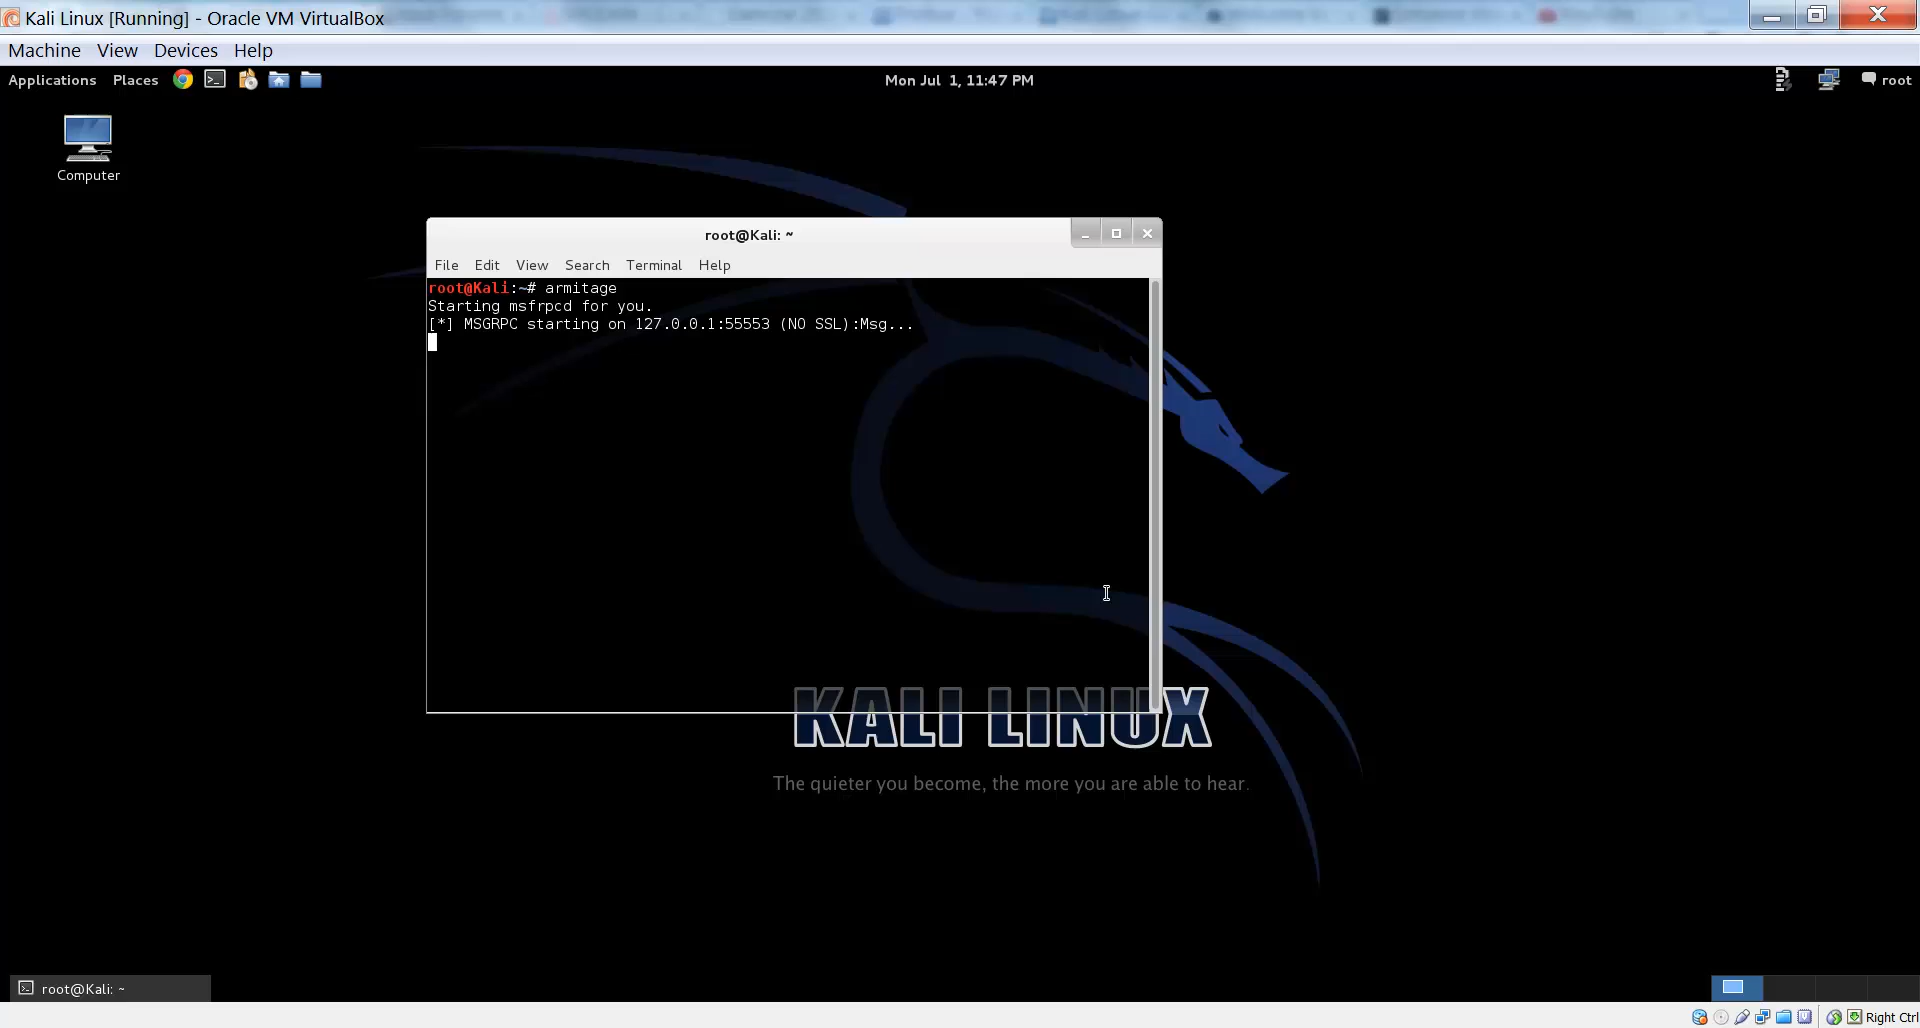 Kali Linux [Running] - Oracle VM VirtualBox
Machine View Devices Help
Applications Places Mon Jul 1, 11:47 PM root
Computer
root@Kali: ~
File Edit View Search Terminal Help
root@Kali:~# armitage
Starting msfrpcd for you.
[*] MSGRPC starting on 127.0.0.1:55553 (NO SSL):Msg...
KALI LINUX
The quieter you become, the more you are able to hear.
root@Kali: ~
Right Ctrl